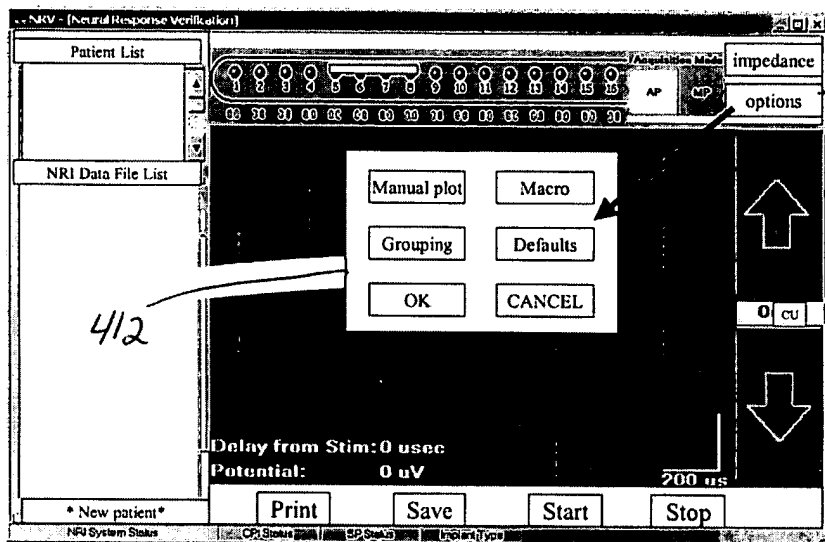 NRV - [Neural Response Verifikation]
Patient List
Acquisition Mode
impedance
1 2 3 4 5 6 7 8 9 10 11 12 13 14 15 16
AP
MP
options
NRI Data File List
Manual plot
Macro
Grouping
Defaults
OK
CANCEL
412
0
CU
Delay from Stim: 0 usec
Potential: 0 uV
200 us
* New patient*
Print
Save
Start
Stop
NRI System Status
CPI Status
SP Status
Implant Type